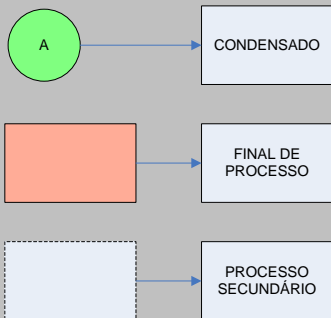 A
CONDENSADO
FINAL DE
PROCESSO
PROCESSO
SECUNDÁRIO